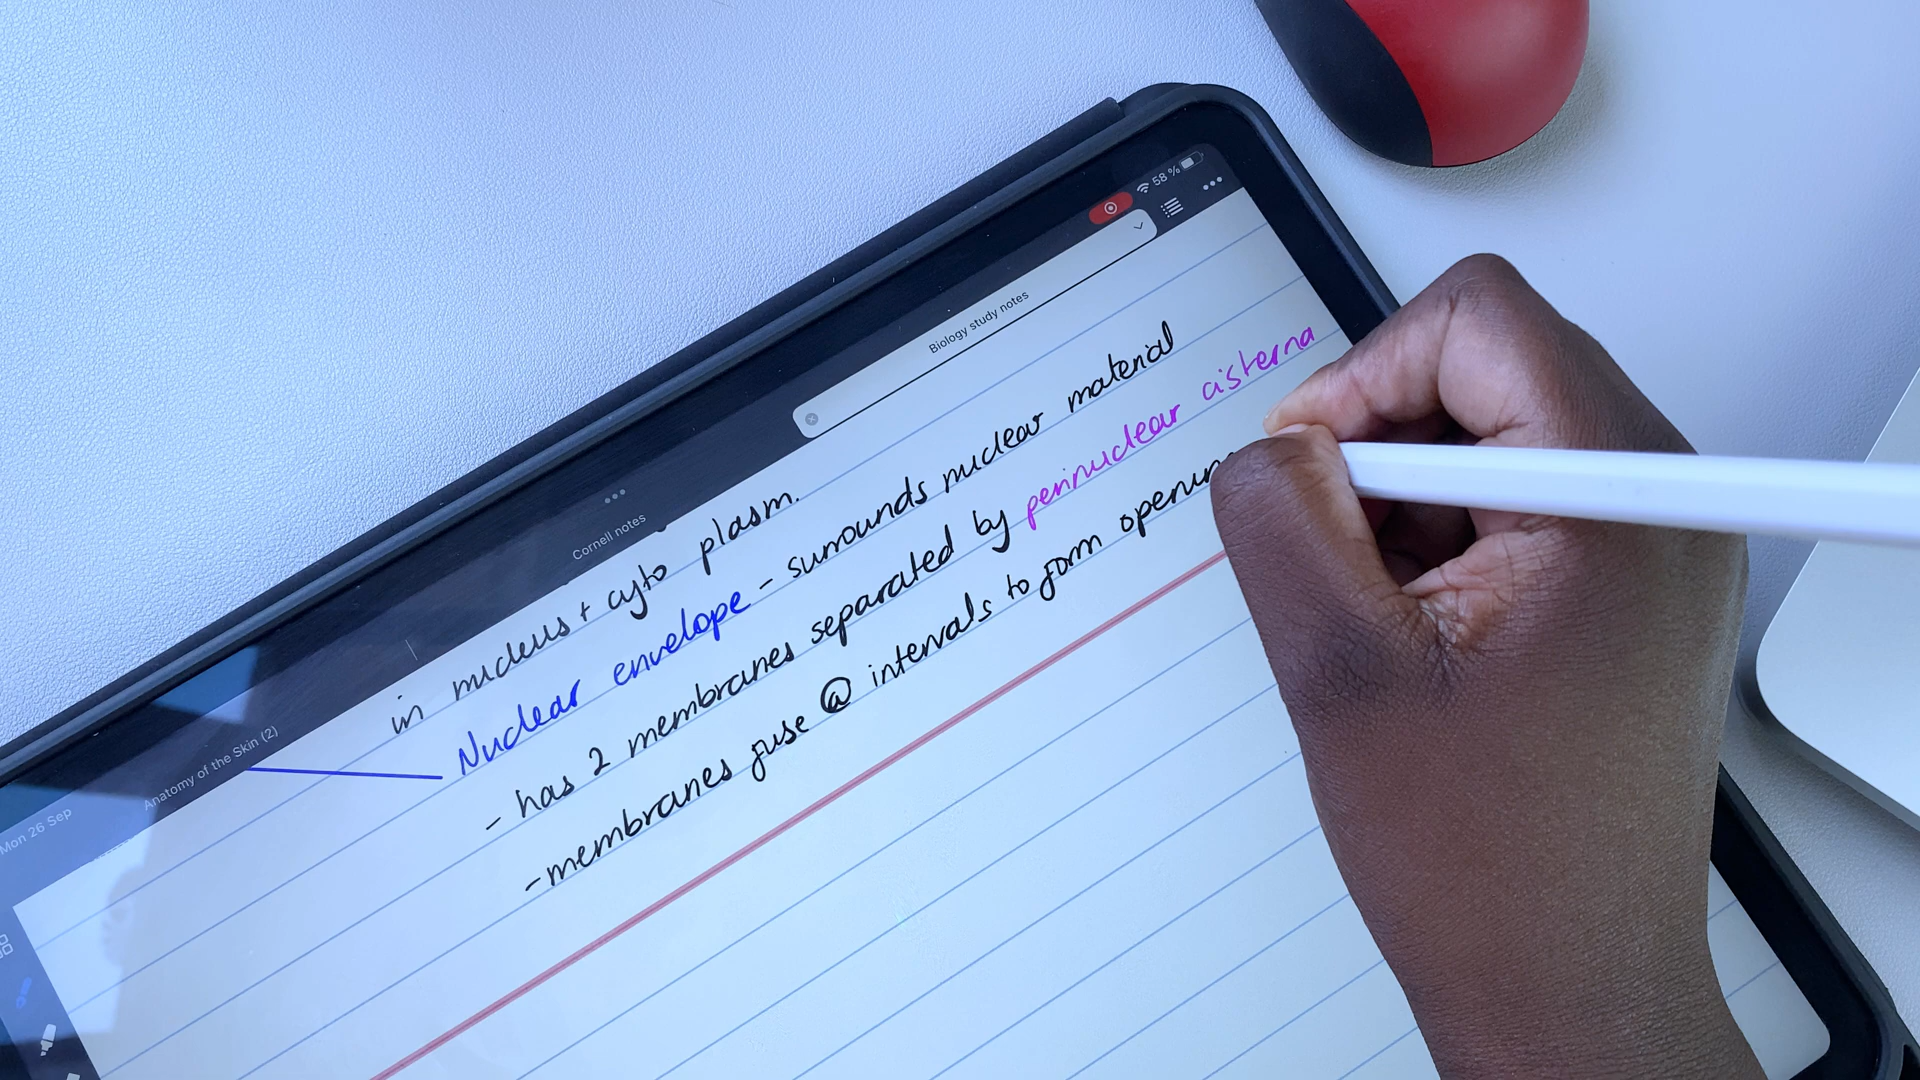 Mon 26 Sep
58 %
Anatomy of the Skin (2)
Cornell notes
Biology study notes
in nucleus + cyto plasm.
Nuclear envelope - surrounds nuclear material
- has 2 membranes separated by perinuclear cisterna
- membranes fuse @ intervals to form